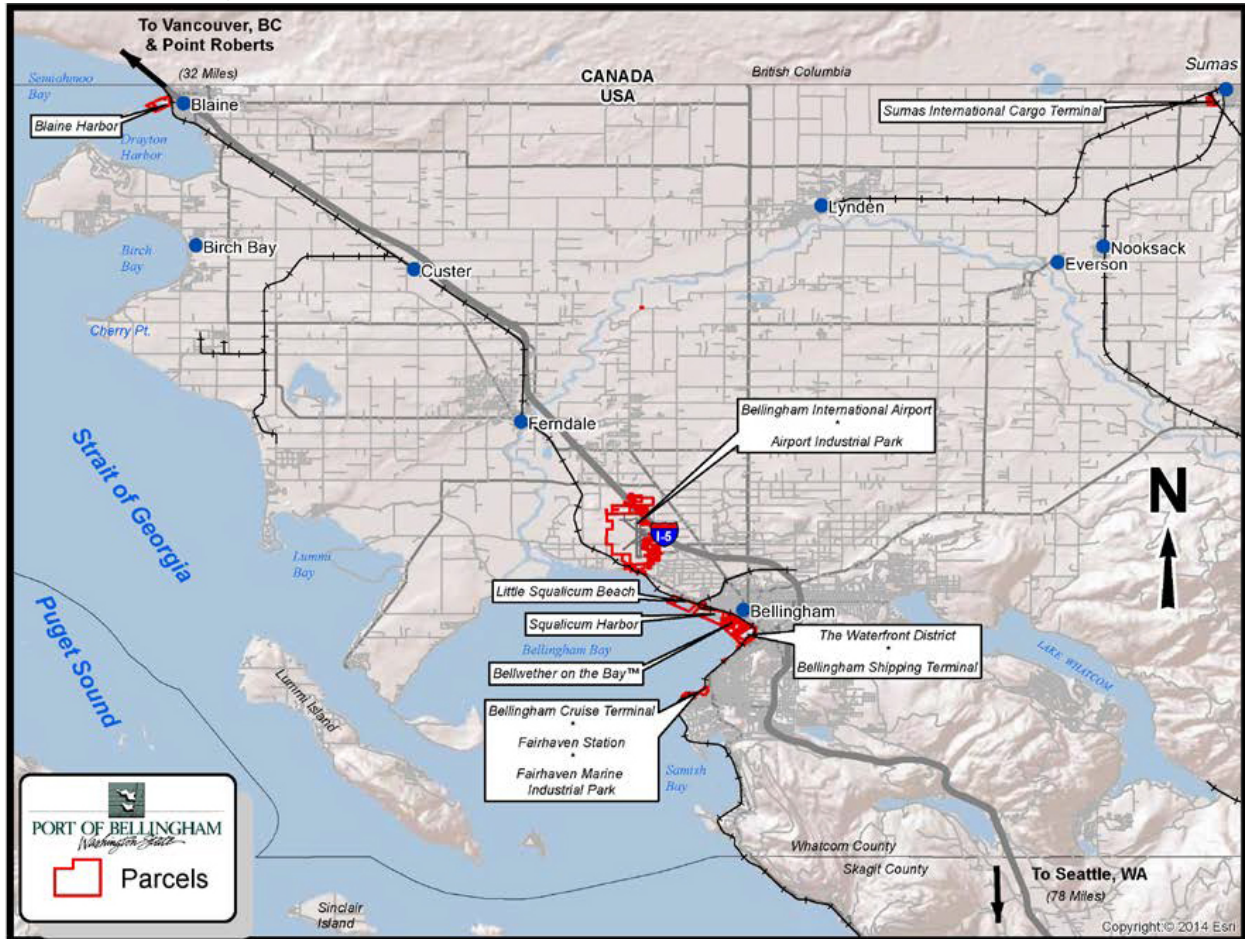 To Vancouver, BC
& Point Roberts
(32 Miles)
CANADA
USA
British Columbia
Sumas
Semiahmoo
Bay
Blaine
Blaine Harbor
Sumas International Cargo Terminal
Drayton
Harbor
Lynden
Birch Bay
Birch
Bay
Nooksack
Everson
Custer
Cherry Pt.
Bellingham International Airport
*
Airport Industrial Park
Ferndale
Strait of Georgia
N
I-5
Lummi
Bay
Little Squalicum Beach
Puget Sound
Bellingham
Squalicum Harbor
The Waterfront District
*
Bellingham Shipping Terminal
Bellingham Bay
Bellwether on the Bay™
LAKE WHATCOM
Lummi Island
Bellingham Cruise Terminal
*
Fairhaven Station
*
Fairhaven Marine
Industrial Park
Samish
Bay
PORT OF BELLINGHAM
Washington State
Parcels
Whatcom County
Skagit County
To Seattle, WA
(78 Miles)
Sinclair
Island
Copyright:© 2014 Esri